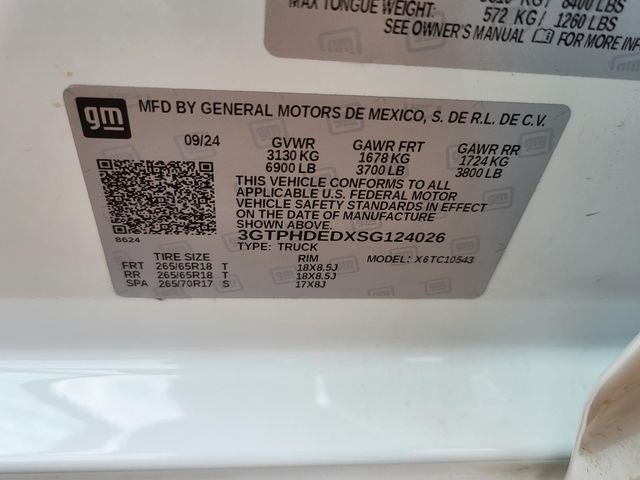 MAX TONGUE WEIGHT: 572 KG/ 1260 LBS
SEE OWNER'S MANUAL FOR MORE INF
gm
MFD BY GENERAL MOTORS DE MEXICO, S. DE R.L. DE C.V.
09/24 GVWR GAWR FRT GAWR RR
3130 KG 1678 KG 1724 KG
6900 LB 3700 LB 3800 LB
THIS VEHICLE CONFORMS TO ALL
APPLICABLE U.S. FEDERAL MOTOR
VEHICLE SAFETY STANDARDS IN
EFFECT ON THE DATE OF MANUFACTURE
SHOWN ABOVE.
8624
3GTPHDEDXSG124026
TYPE: TRUCK MODEL: X6TC10543
TIRE SIZE RIM
FRT 265/65R18 T 18X8.5J
RR 265/65R18 T 18X8.5J
SPA 265/70R17 S 17X8J